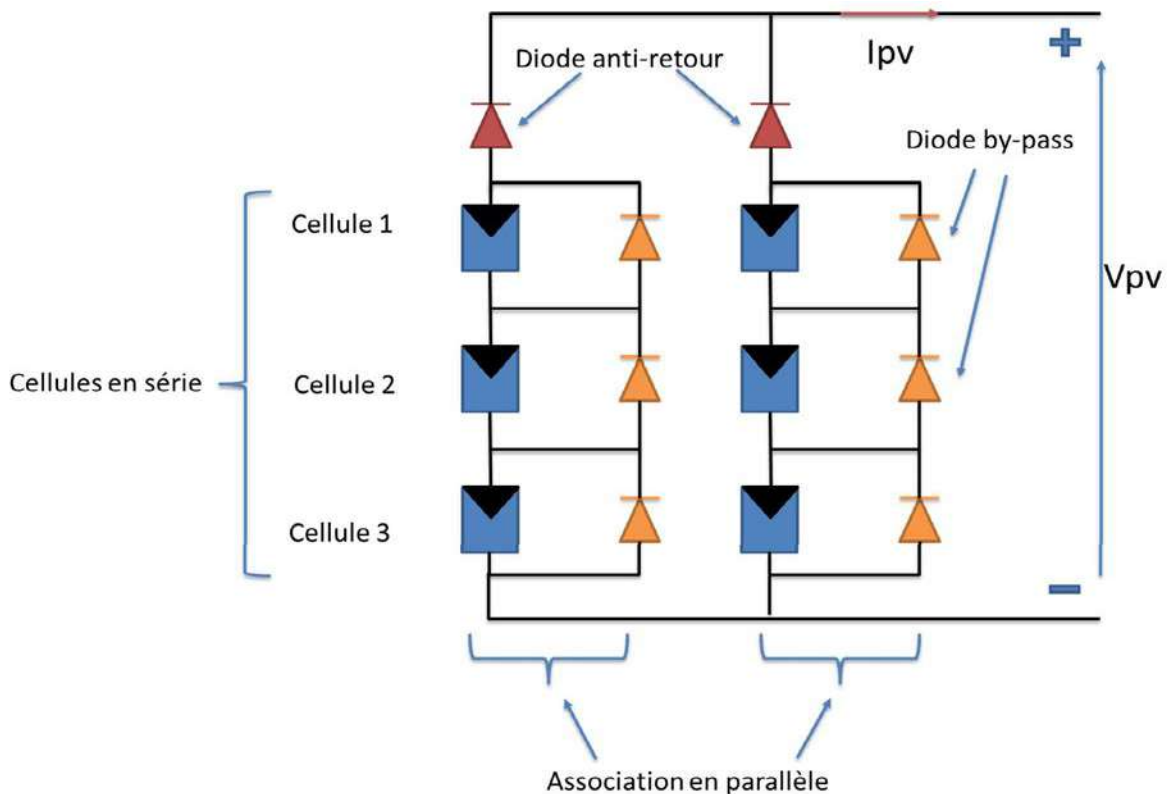 Ipv
+
Diode anti-retour
Diode by-pass
Cellule 1
Vpv
Cellules en série
Cellule 2
Cellule 3
-
Association en parallèle